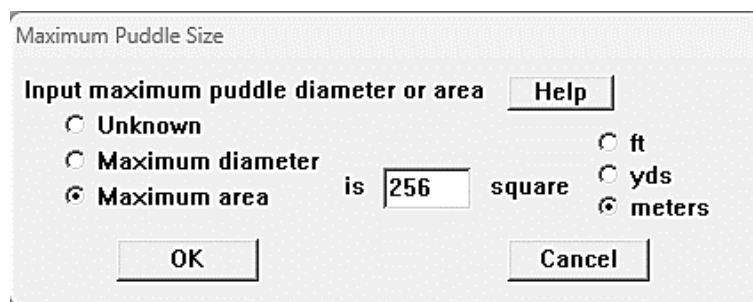 Maximum Puddle Size
Input maximum puddle diameter or area
Help
Unknown
Maximum diameter
Maximum area
is 256 square
ft
yds
meters
OK
Cancel